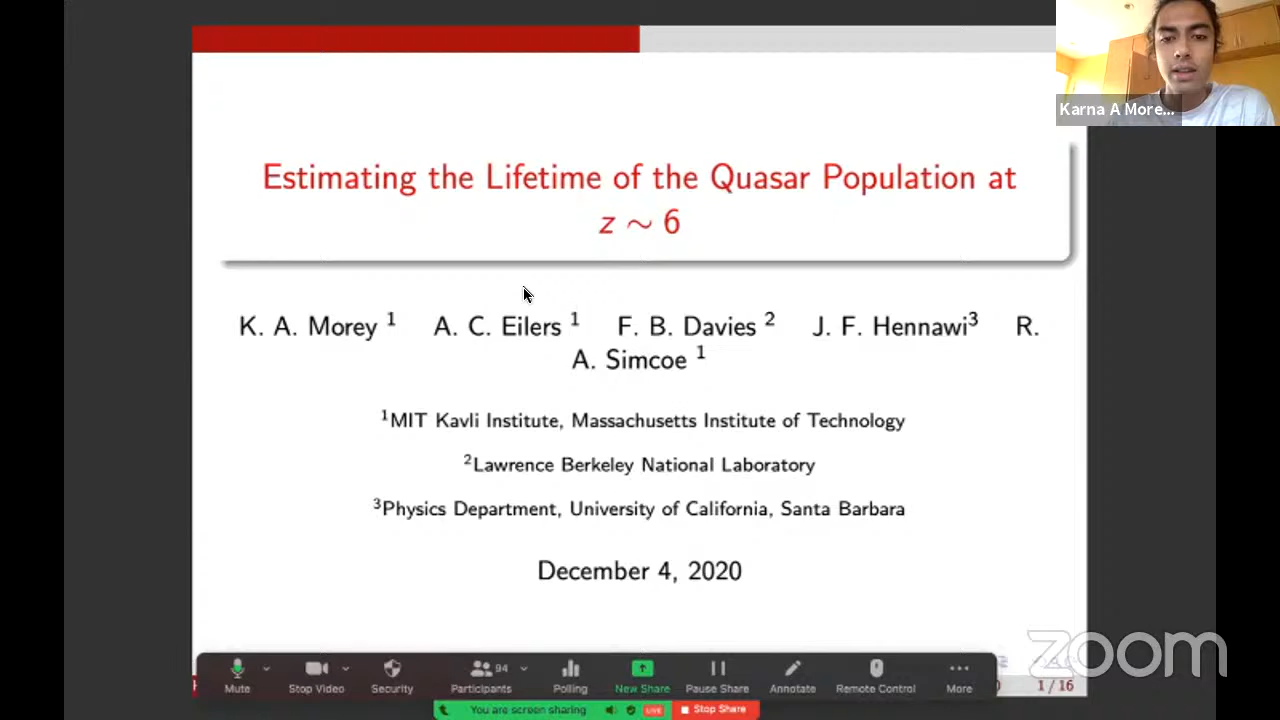 Karna A More...
Estimating the Lifetime of the Quasar Population at
z ∼ 6
K. A. Morey 1 A. C. Eilers 1 F. B. Davies 2 J. F. Hennawi3 R.
A. Simcoe 1
1MIT Kavli Institute, Massachusetts Institute of Technology
2Lawrence Berkeley National Laboratory
3Physics Department, University of California, Santa Barbara
December 4, 2020
zoom
94
Mute Stop Video Security Participants Polling New Share Pause Share Annotate Remote Control More
1/16
You are screen sharing LIVE Stop Share